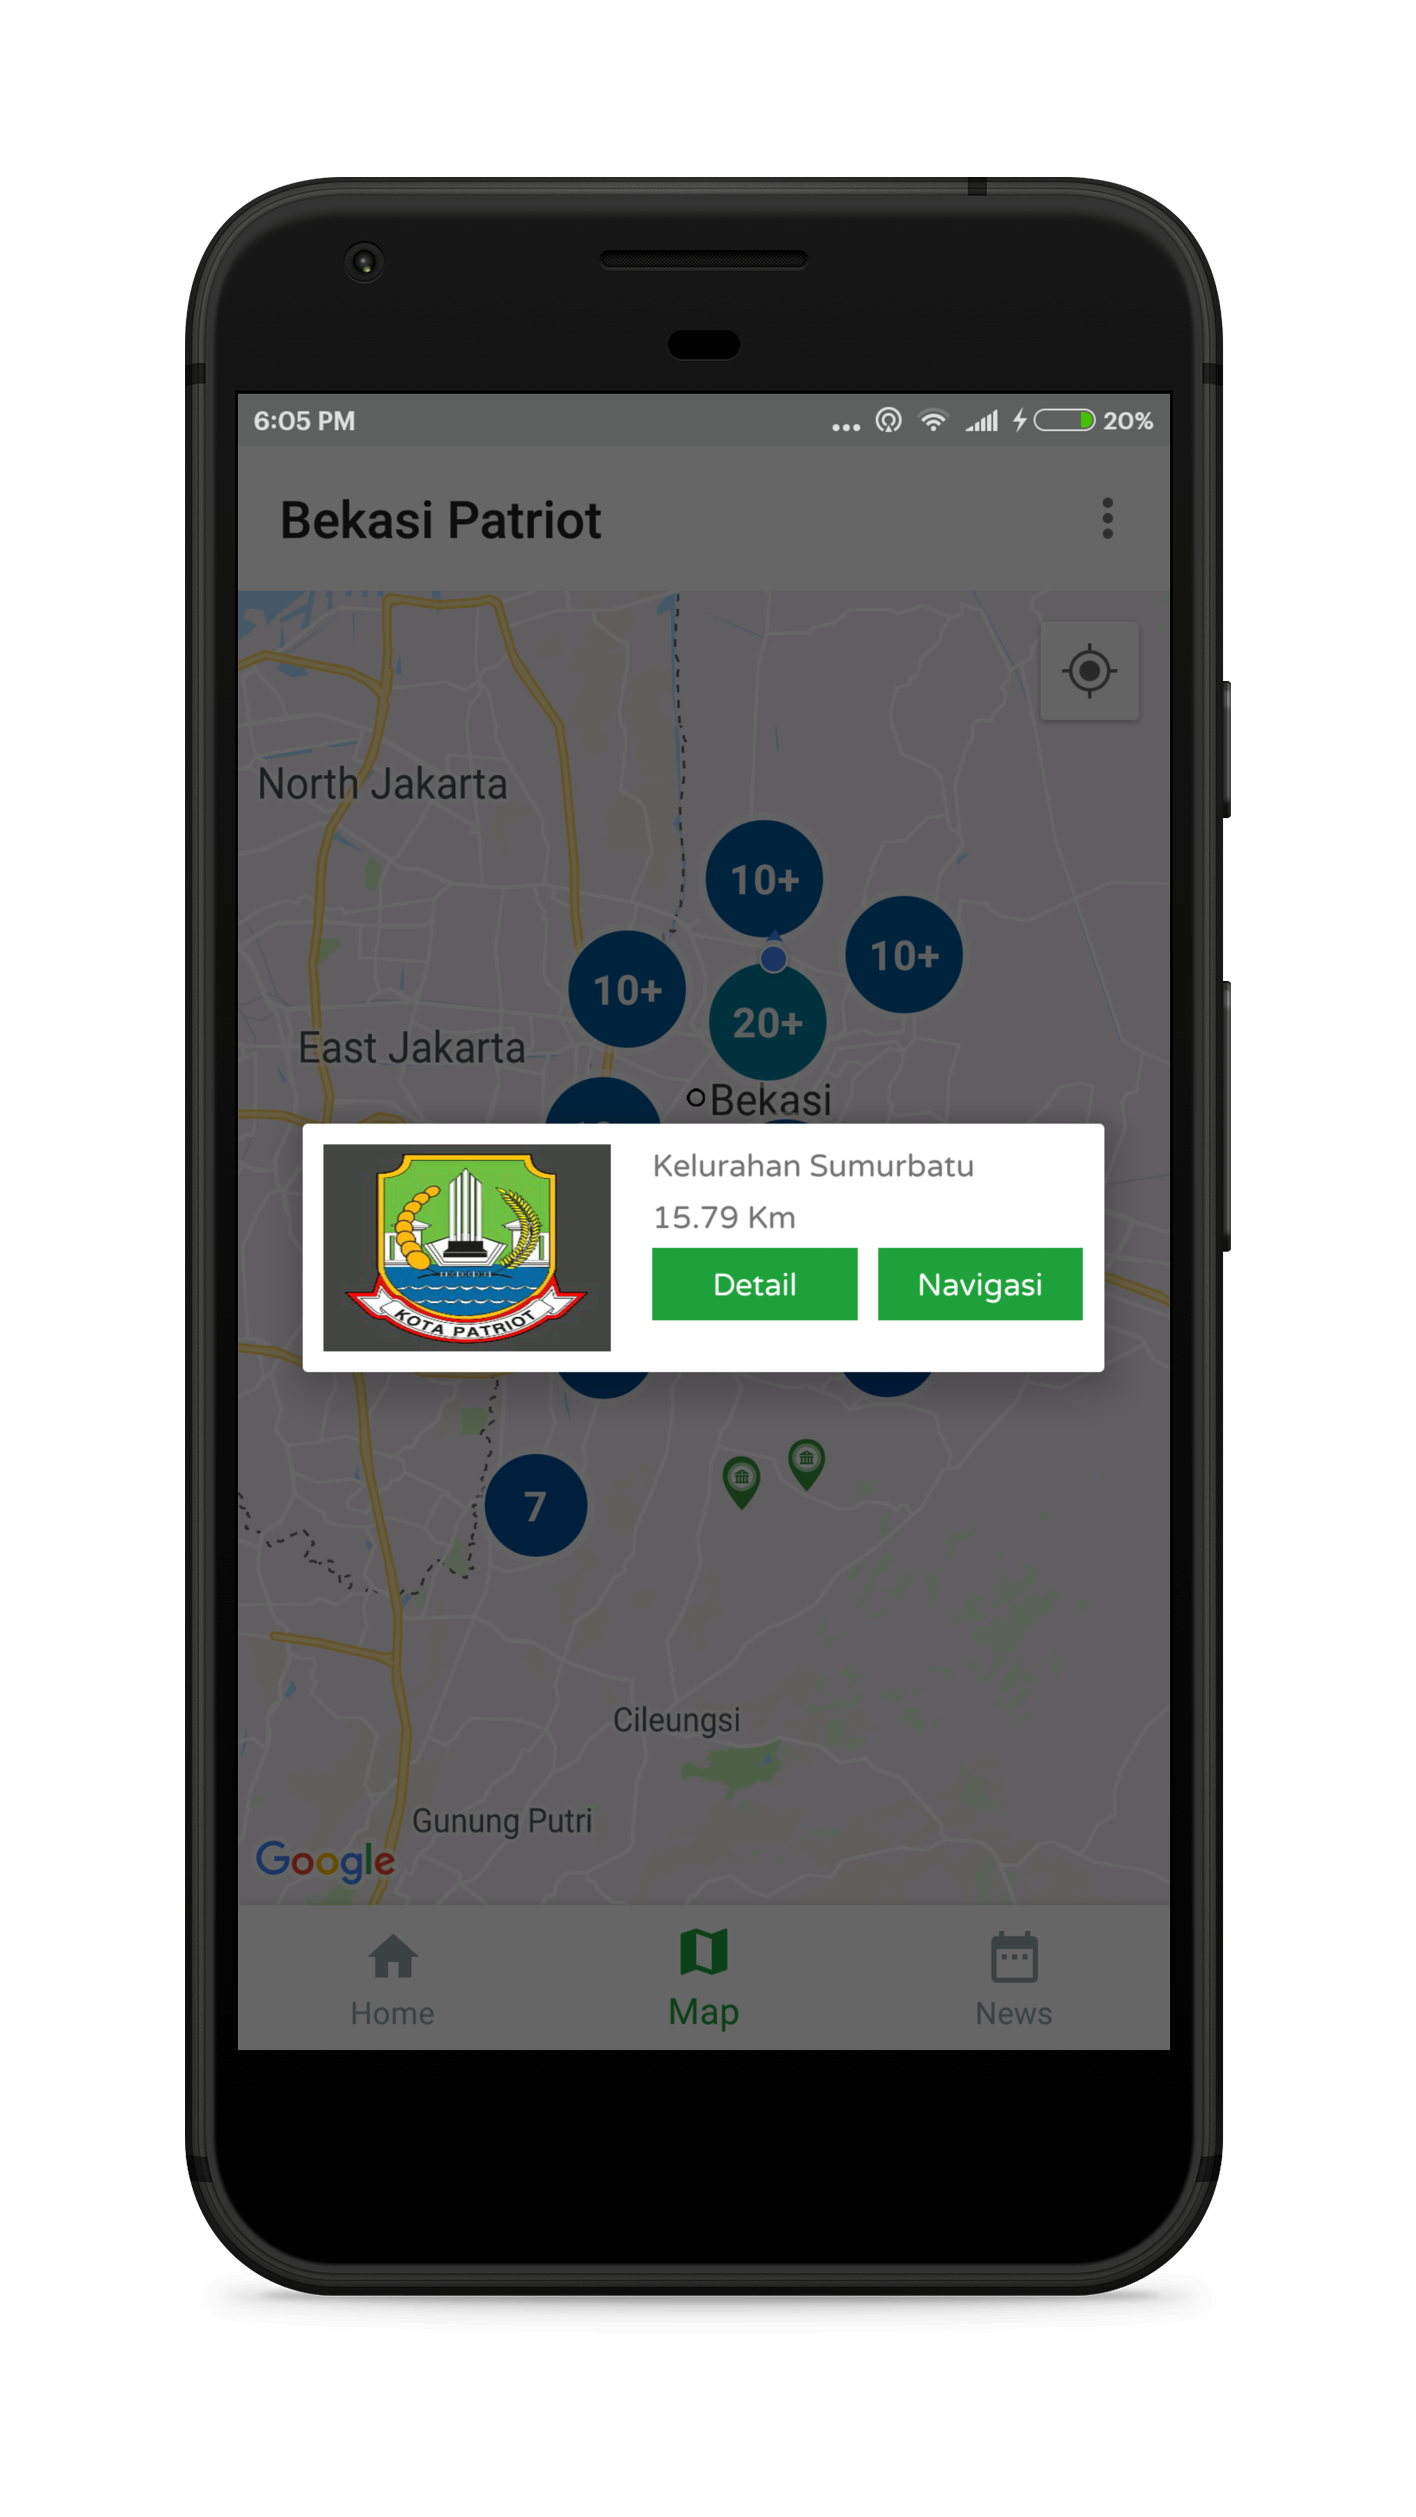 6:05 PM
20%
Bekasi Patriot
North Jakarta
10+
10+
10+
20+
East Jakarta
Bekasi
Kelurahan Sumurbatu
15.79 Km
Detail
Navigasi
KOTA PATRIOT
7
Cileungsi
Gunung Putri
Google
Home
Map
News